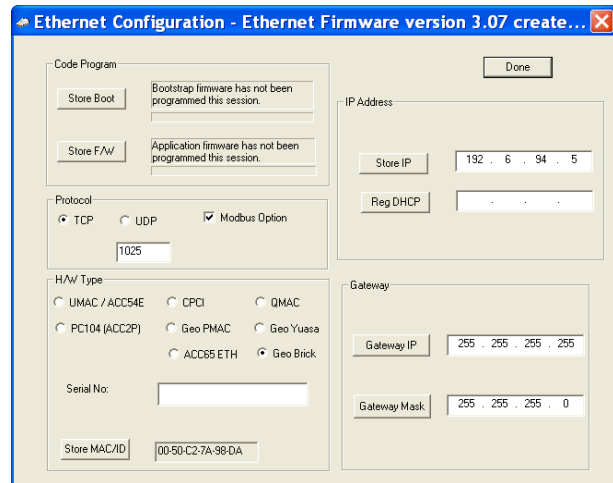 Ethernet Configuration - Ethernet Firmware version 3.07 create...
Code Program
Store Boot
Bootstrap firmware has not been
programmed this session.
Store F/W
Application firmware has not been
programmed this session.
Protocol
TCP
UDP
Modbus Option
1025
H/W Type
UMAC / ACC54E
CPCI
QMAC
PC104 (ACC2P)
Geo PMAC
Geo Yuasa
ACC65 ETH
Geo Brick
Serial No:
Store MAC/ID
00-50-C2-7A-98-DA
Done
IP Address
Store IP
192 . 6 . 94 . 5
Reg DHCP
. . .
Gateway
Gateway IP
255 . 255 . 255 . 255
Gateway Mask
255 . 255 . 255 . 0